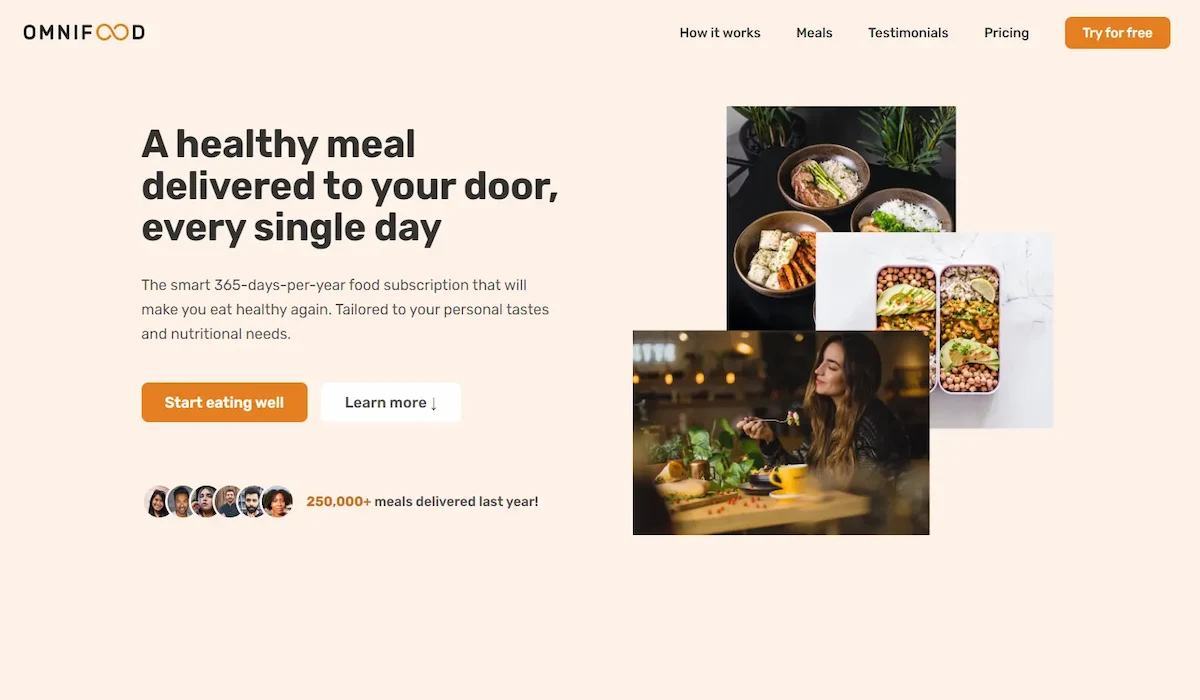 OMNIFOOD
How it works
Meals
Testimonials
Pricing
Try for free
A healthy meal
delivered to your door,
every single day
The smart 365-days-per-year food subscription that will
make you eat healthy again. Tailored to your personal tastes
and nutritional needs.
Start eating well
Learn more ↓
250,000+ meals delivered last year!